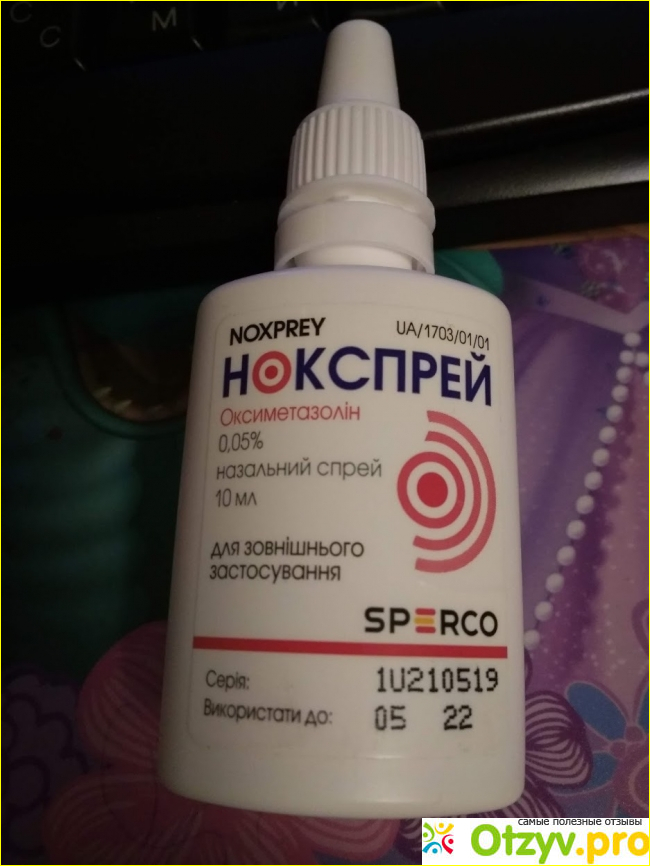 С
С
М
И
NOXPREY
UA/1703/01/01
НОКСПРЕЙ
Оксиметазолін
0,05%
назальний спрей
10 мл
для зовнішнього
застосування
SPERCO
Серія: 1U210519
Використати до: 05 22
самые полезные отзывы
Otzyv.pro